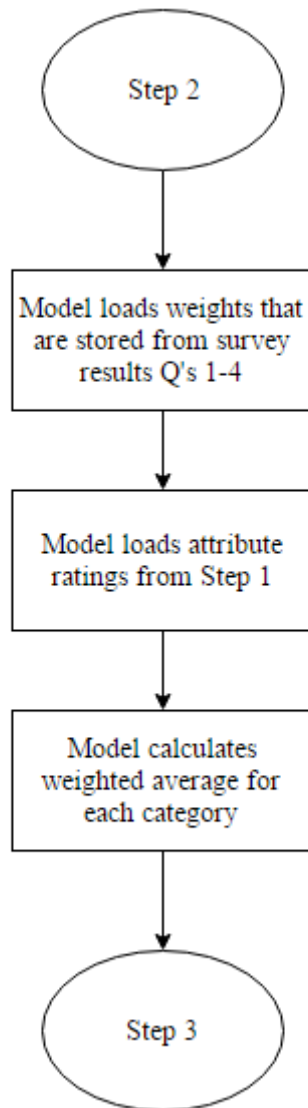 Step 2
Model loads weights that
are stored from survey
results Q's 1-4
Model loads attribute
ratings from Step 1
Model calculates
weighted average for
each category
Step 3